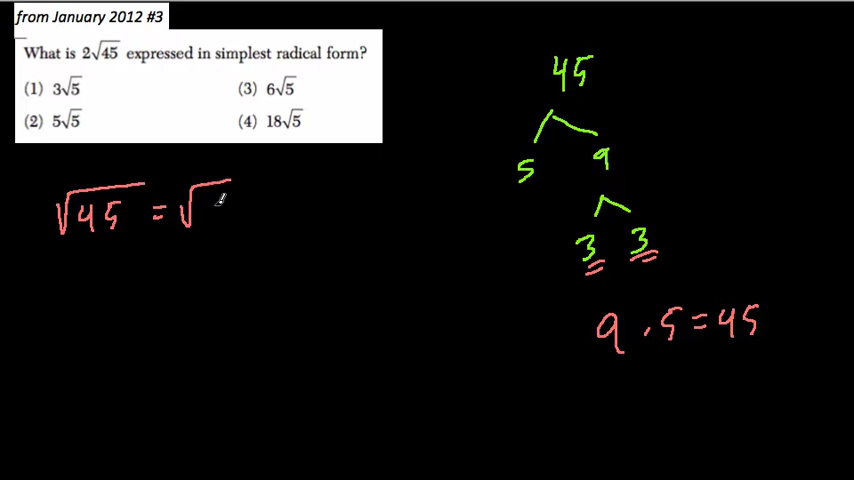 from January 2012 #3
What is 2√45 expressed in simplest radical form?
(1) 3√5 (3) 6√5
(2) 5√5 (4) 18√5
45
5 9
3 3
√45 = √
9 . 5 = 45